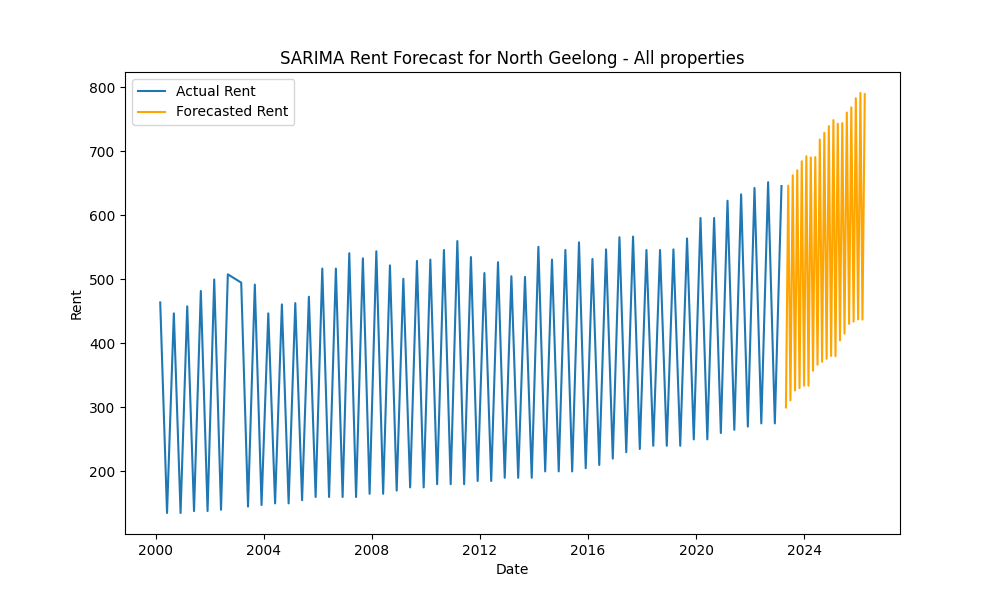 SARIMA Rent Forecast for North Geelong - All properties
Actual Rent
Forecasted Rent
800
700
600
500
400
300
200
Rent
2000 2004 2008 2012 2016 2020 2024
Date